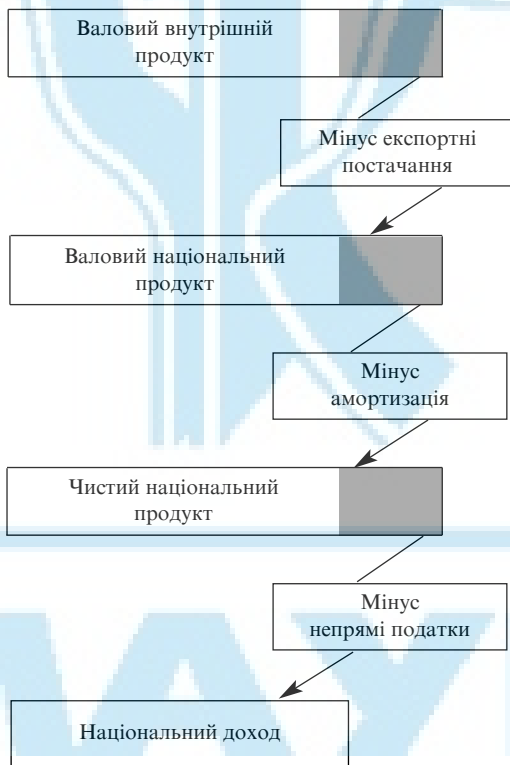 Валовий внутрішній
продукт
Мінус експортні
постачання
Валовий національний
продукт
Мінус
амортизація
Чистий національний
продукт
Мінус
непрямі податки
Національний доход